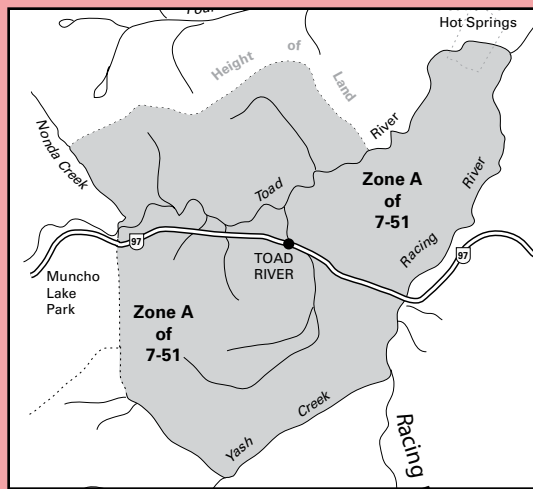 Hot Springs
Height of Land
Nonda Creek
River
Toad
Zone A
of
7-51
River
Racing
97
97
TOAD
RIVER
Muncho
Lake
Park
Zone A
of
7-51
Creek
Yash
Racing